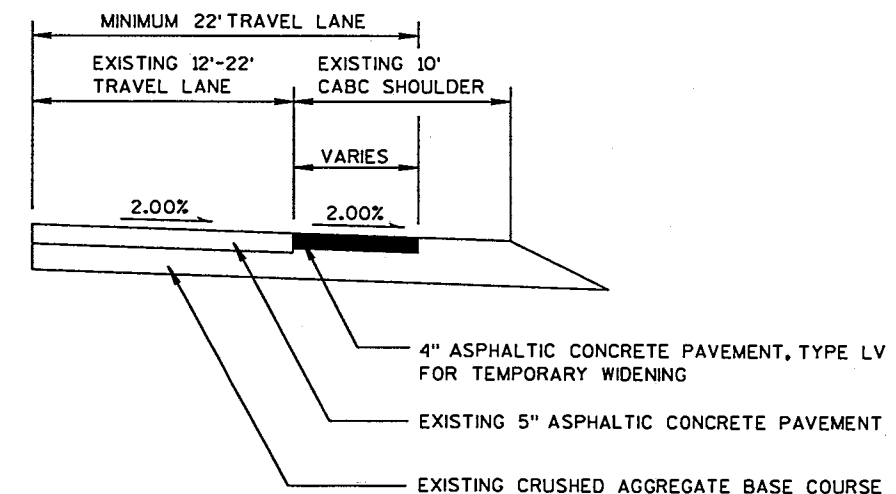 MINIMUM 22' TRAVEL LANE
EXISTING 12'-22'
TRAVEL LANE
EXISTING 10'
CABC SHOULDER
VARIES
2.00%
2.00%
4" ASPHALTIC CONCRETE PAVEMENT, TYPE LV
FOR TEMPORARY WIDENING
EXISTING 5" ASPHALTIC CONCRETE PAVEMENT
EXISTING CRUSHED AGGREGATE BASE COURSE